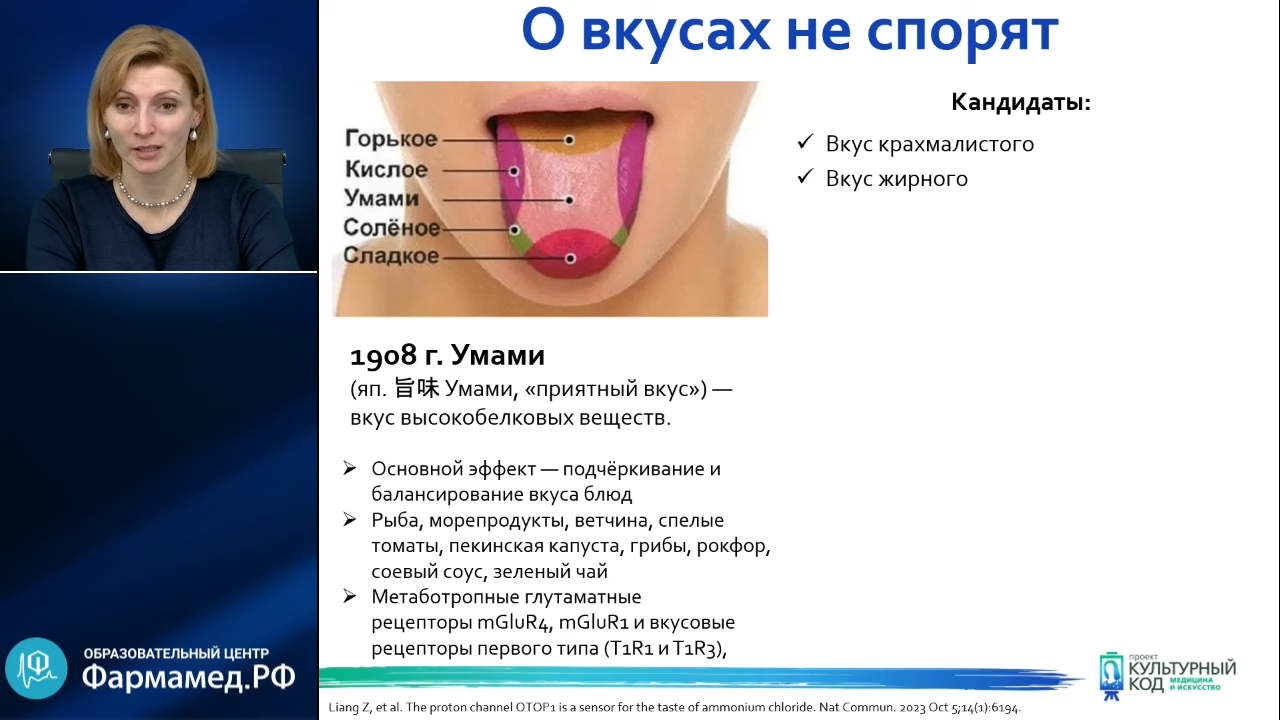 О вкусах не спорят
Горькое
Кислое
Умами
Солёное
Сладкое
Кандидаты:
✓ Вкус крахмалистого
✓ Вкус жирного
1908 г. Умами
(яп. 旨味 Умами, «приятный вкус») —
вкус высокобелковых веществ.
➢ Основной эффект — подчёркивание и
балансирование вкуса блюд
➢ Рыба, морепродукты, ветчина, спелые
томаты, пекинская капуста, грибы, рокфор,
соевый соус, зеленый чай
➢ Метаботропные глутаматные
рецепторы mGluR4, mGluR1 и вкусовые
рецепторы первого типа (T1R1 и T1R3),
ОБРАЗОВАТЕЛЬНЫЙ ЦЕНТР
Фармамед.РФ
проект
КУЛЬТУРНЫЙ
КОД МЕДИЦИНА
И ИСКУССТВО
Liang Z, et al. The proton channel OTOP1 is a sensor for the taste of ammonium chloride. Nat Commun. 2023 Oct 5;14(1):6194.